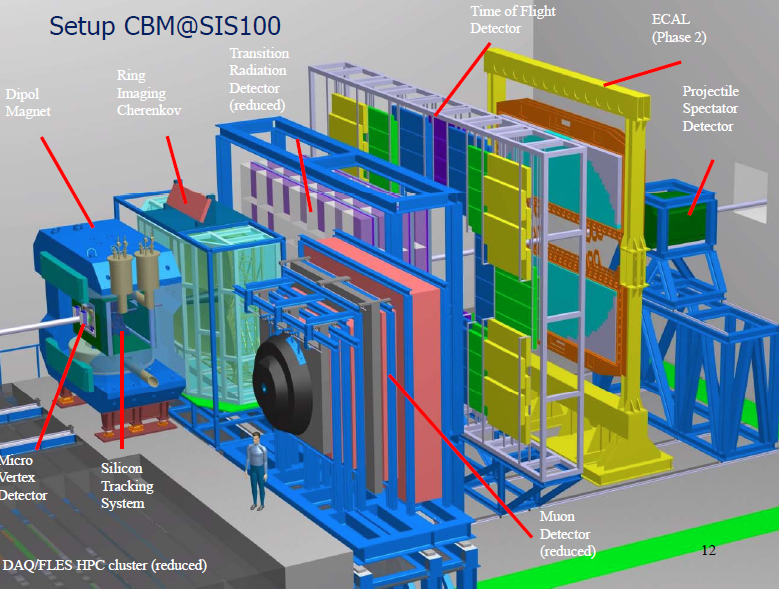 Setup CBM@SIS100
Time of Flight
Detector
ECAL
(Phase 2)
Transition
Radiation
Detector
(reduced)
Ring
Imaging
Cherenkov
Dipol
Magnet
Projectile
Spectator
Detector
Micro
Vertex
Detector
Silicon
Tracking
System
Muon
Detector
(reduced)
12
DAQ/FLES HPC cluster (reduced)